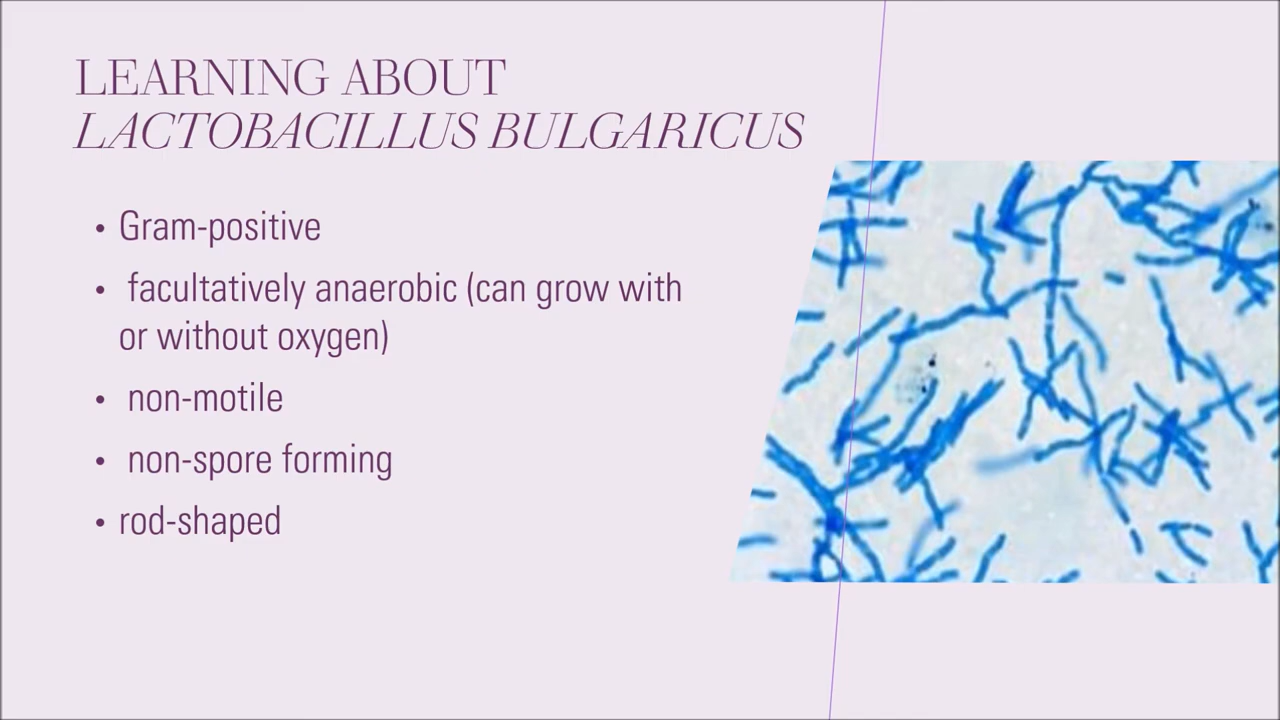 LEARNING ABOUT
LACTOBACILLUS BULGARICUS
• Gram-positive
• facultatively anaerobic (can grow with
or without oxygen)
• non-motile
• non-spore forming
• rod-shaped